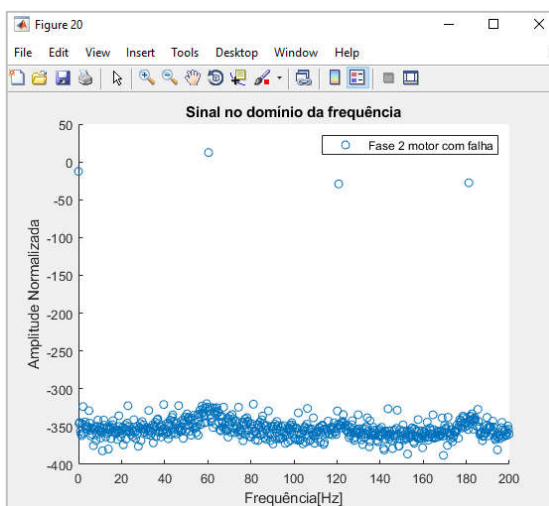 Figure 20
File Edit View Insert Tools Desktop Window Help
Sinal no domínio da frequência
Fase 2 motor com falha
Amplitude Normalizada
50
0
-50
-100
-150
-200
-250
-300
-350
-400
0 20 40 60 80 100 120 140 160 180 200
Frequência[Hz]